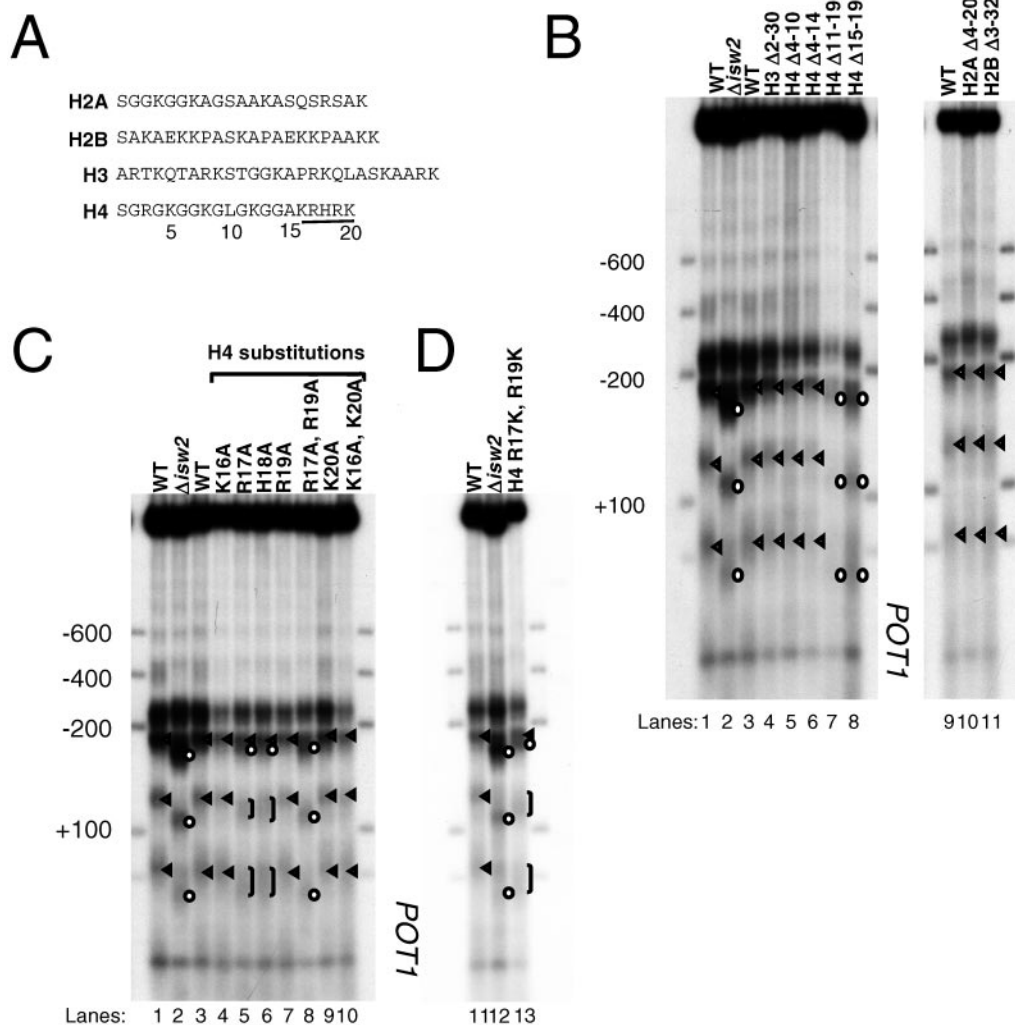 A
H2A SGGKGGKAGSAAKASQSRSAK
H2B SAKAEKKPASKAPAEKKPAAKK
H3 ARTKQTARKSTGGKAPRKQLASKAARK
H4 SGRGKGGKGLGKGGAKRHRK
5 10 15 20
B
WT
Δisw2
WT
H3 Δ2-30
H4 Δ4-10
H4 Δ4-14
H4 Δ11-19
H4 Δ15-19
WT
H2A Δ4-20
H2B Δ3-32
-600
-400
-200
+100
POT1
Lanes: 1 2 3 4 5 6 7 8 9 10 11
C
H4 substitutions
WT
Δisw2
WT
K16A
R17A
H18A
R19A
R17A, R19A
K20A
K16A, K20A
-600
-400
-200
+100
POT1
Lanes: 1 2 3 4 5 6 7 8 9 10
D
WT
Δisw2
H4 R17K, R19K
11 12 13